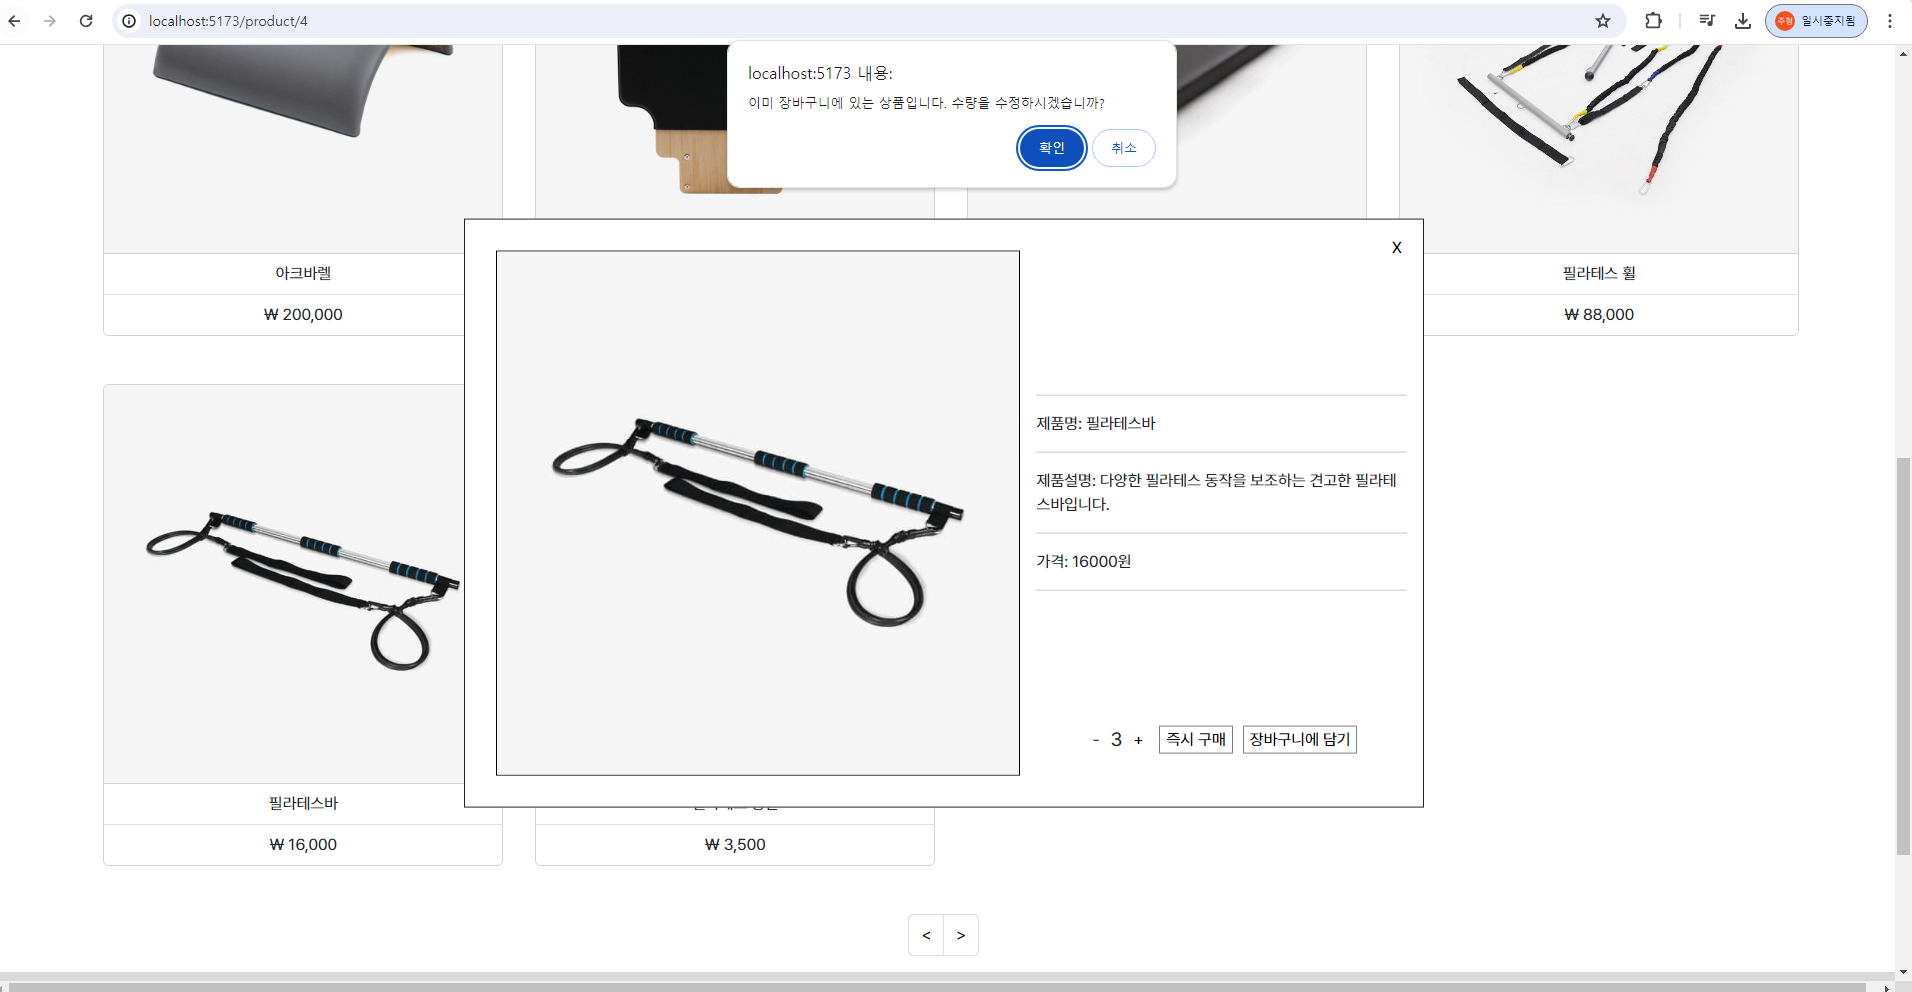 localhost:5173/product/4
주형
일시중지됨
localhost:5173 내용:
이미 장바구니에 있는 상품입니다. 수량을 수정하시겠습니까?
확인
취소
X
아크바렐
₩ 200,000
필라테스 휠
₩ 88,000
제품명: 필라테스바
제품설명: 다양한 필라테스 동작을 보조하는 견고한 필라테
스바입니다.
가격: 16000원
- 3 +
즉시 구매
장바구니에 담기
필라테스바
₩ 16,000
₩ 3,500
< >